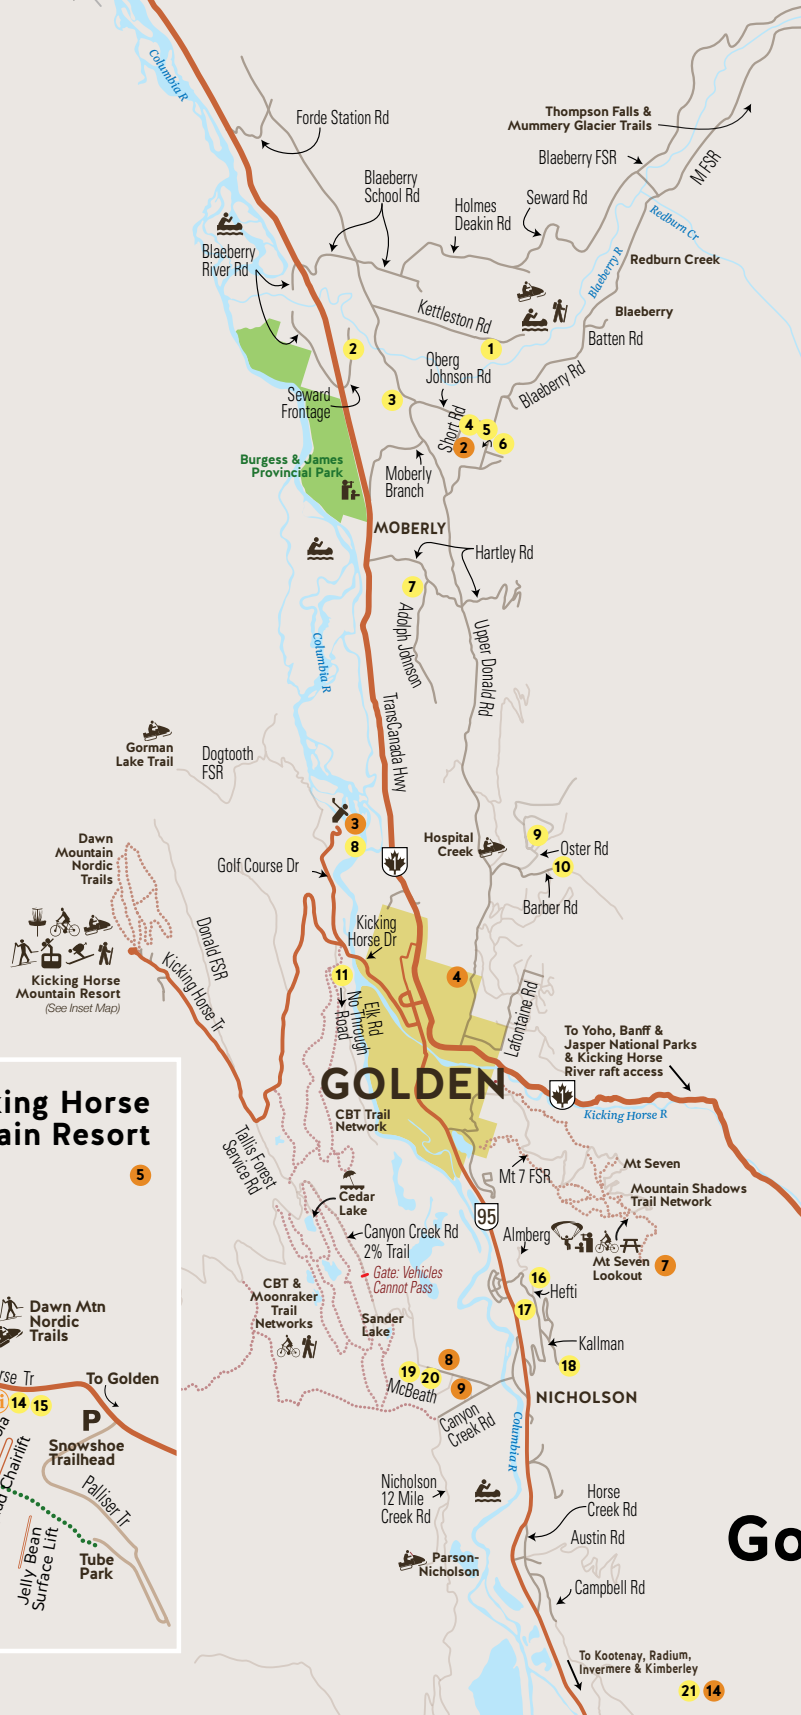 Columbia R
Forde Station Rd
Thompson Falls &
Mummery Glacier Trails
Blaeberry FSR
M FSR
Blaeberry
School Rd
Holmes
Deakin Rd
Seward Rd
Redburn Cr
Blaeberry
River Rd
Blaeberry R
Redburn Creek
Kettleston Rd
Blaeberry
Batten Rd
2
1
Oberg
Johnson Rd
Blaeberry Rd
Seward
Frontage
3
Short Rd
4
5
6
2
Burgess & James
Provincial Park
Moberly
Branch
MOBERLY
Hartley Rd
7
Adolph Johnson
Upper Donald Rd
Columbia R
TransCanada Hwy
Gorman
Lake Trail
Dogtooth
FSR
3
8
Hospital
Creek
9
Oster Rd
10
Barber Rd
Dawn
Mountain
Nordic
Trails
Golf Course Dr
1
Kicking
Horse Dr
Donald FSR
Kicking Horse Tr
Kicking Horse
Mountain Resort
(See Inset Map)
11
4
Elk Rd
No Through
Road
Lafontaine Rd
To Yoho, Banff &
Jasper National Parks
& Kicking Horse
River raft access
GOLDEN
1
Kicking Horse R
CBT Trail
Network
king Horse
ain Resort
5
Tallis Forest
Service Rd
Mt 7 FSR
Mt Seven
Mountain Shadows
Trail Network
Cedar
Lake
95
Canyon Creek Rd
2% Trail
Almberg
Gate: Vehicles
Cannot Pass
Mt Seven
Lookout
7
CBT &
Moonraker
Trail
Networks
16
Hefti
17
Sander
Lake
Kallman
18
Dawn Mtn
Nordic
Trails
8
19
20
9
McBeath
NICHOLSON
rse Tr
To Golden
14
15
P
Canyon
Creek Rd
Columbia R
Snowshoe
Trailhead
Chairlift
Palliser Tr
Nicholson
12 Mile
Creek Rd
Horse
Creek Rd
Austin Rd
Go
Jelly Bean
Surface Lift
Tube
Park
Parson-
Nicholson
Campbell Rd
To Kootenay, Radium,
Invermere & Kimberley
21
14